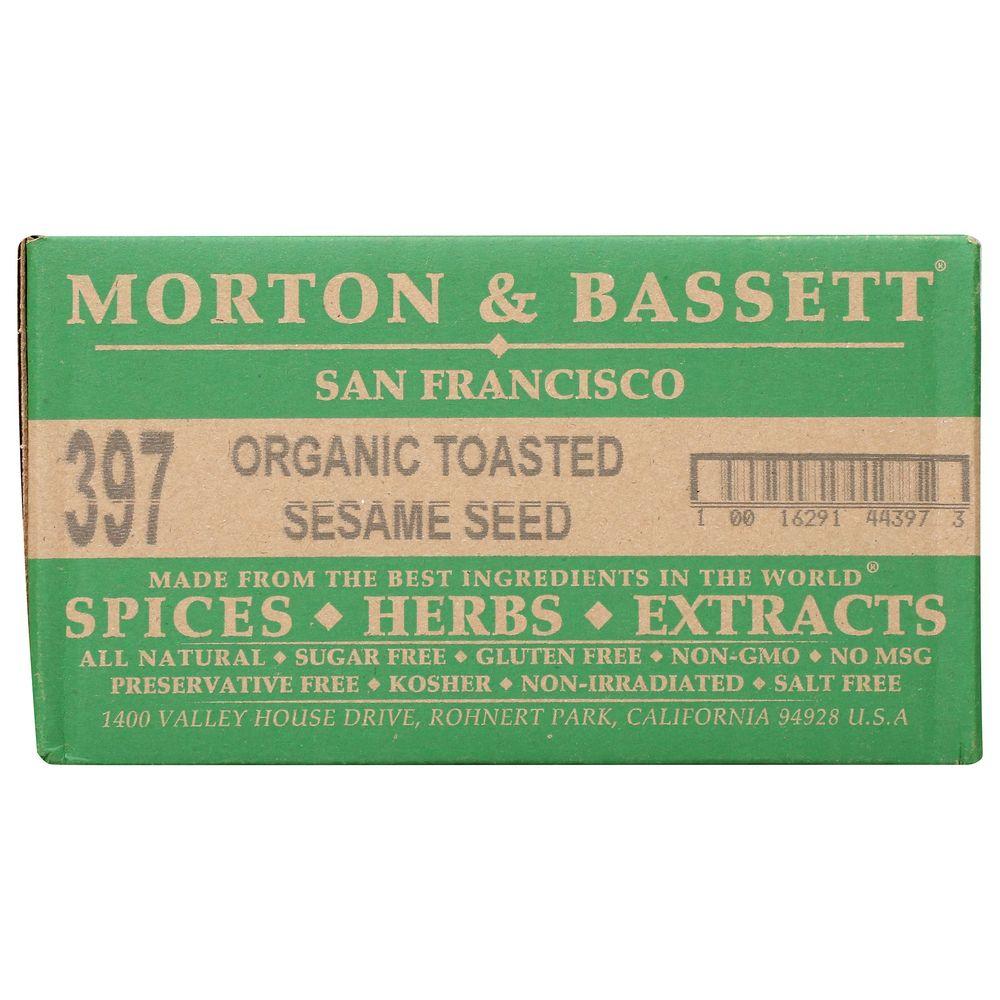 MORTON & BASSETT®
SAN FRANCISCO
397 ORGANIC TOASTED
SESAME SEED
1 00 16291 44397 3
MADE FROM THE BEST INGREDIENTS IN THE WORLD®
SPICES ◆ HERBS ◆ EXTRACTS
ALL NATURAL ◆ SUGAR FREE ◆ GLUTEN FREE ◆ NON-GMO ◆ NO MSG
PRESERVATIVE FREE ◆ KOSHER ◆ NON-IRRADIATED ◆ SALT FREE
1400 VALLEY HOUSE DRIVE, ROHNERT PARK, CALIFORNIA 94928 U.S.A